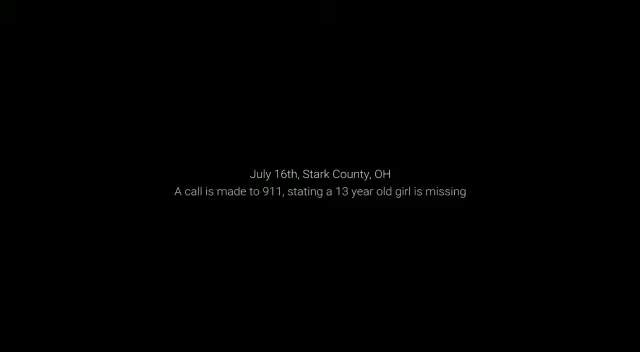 July 16th, Stark County, OH
A call is made to 911, stating a 13 year old girl is missing